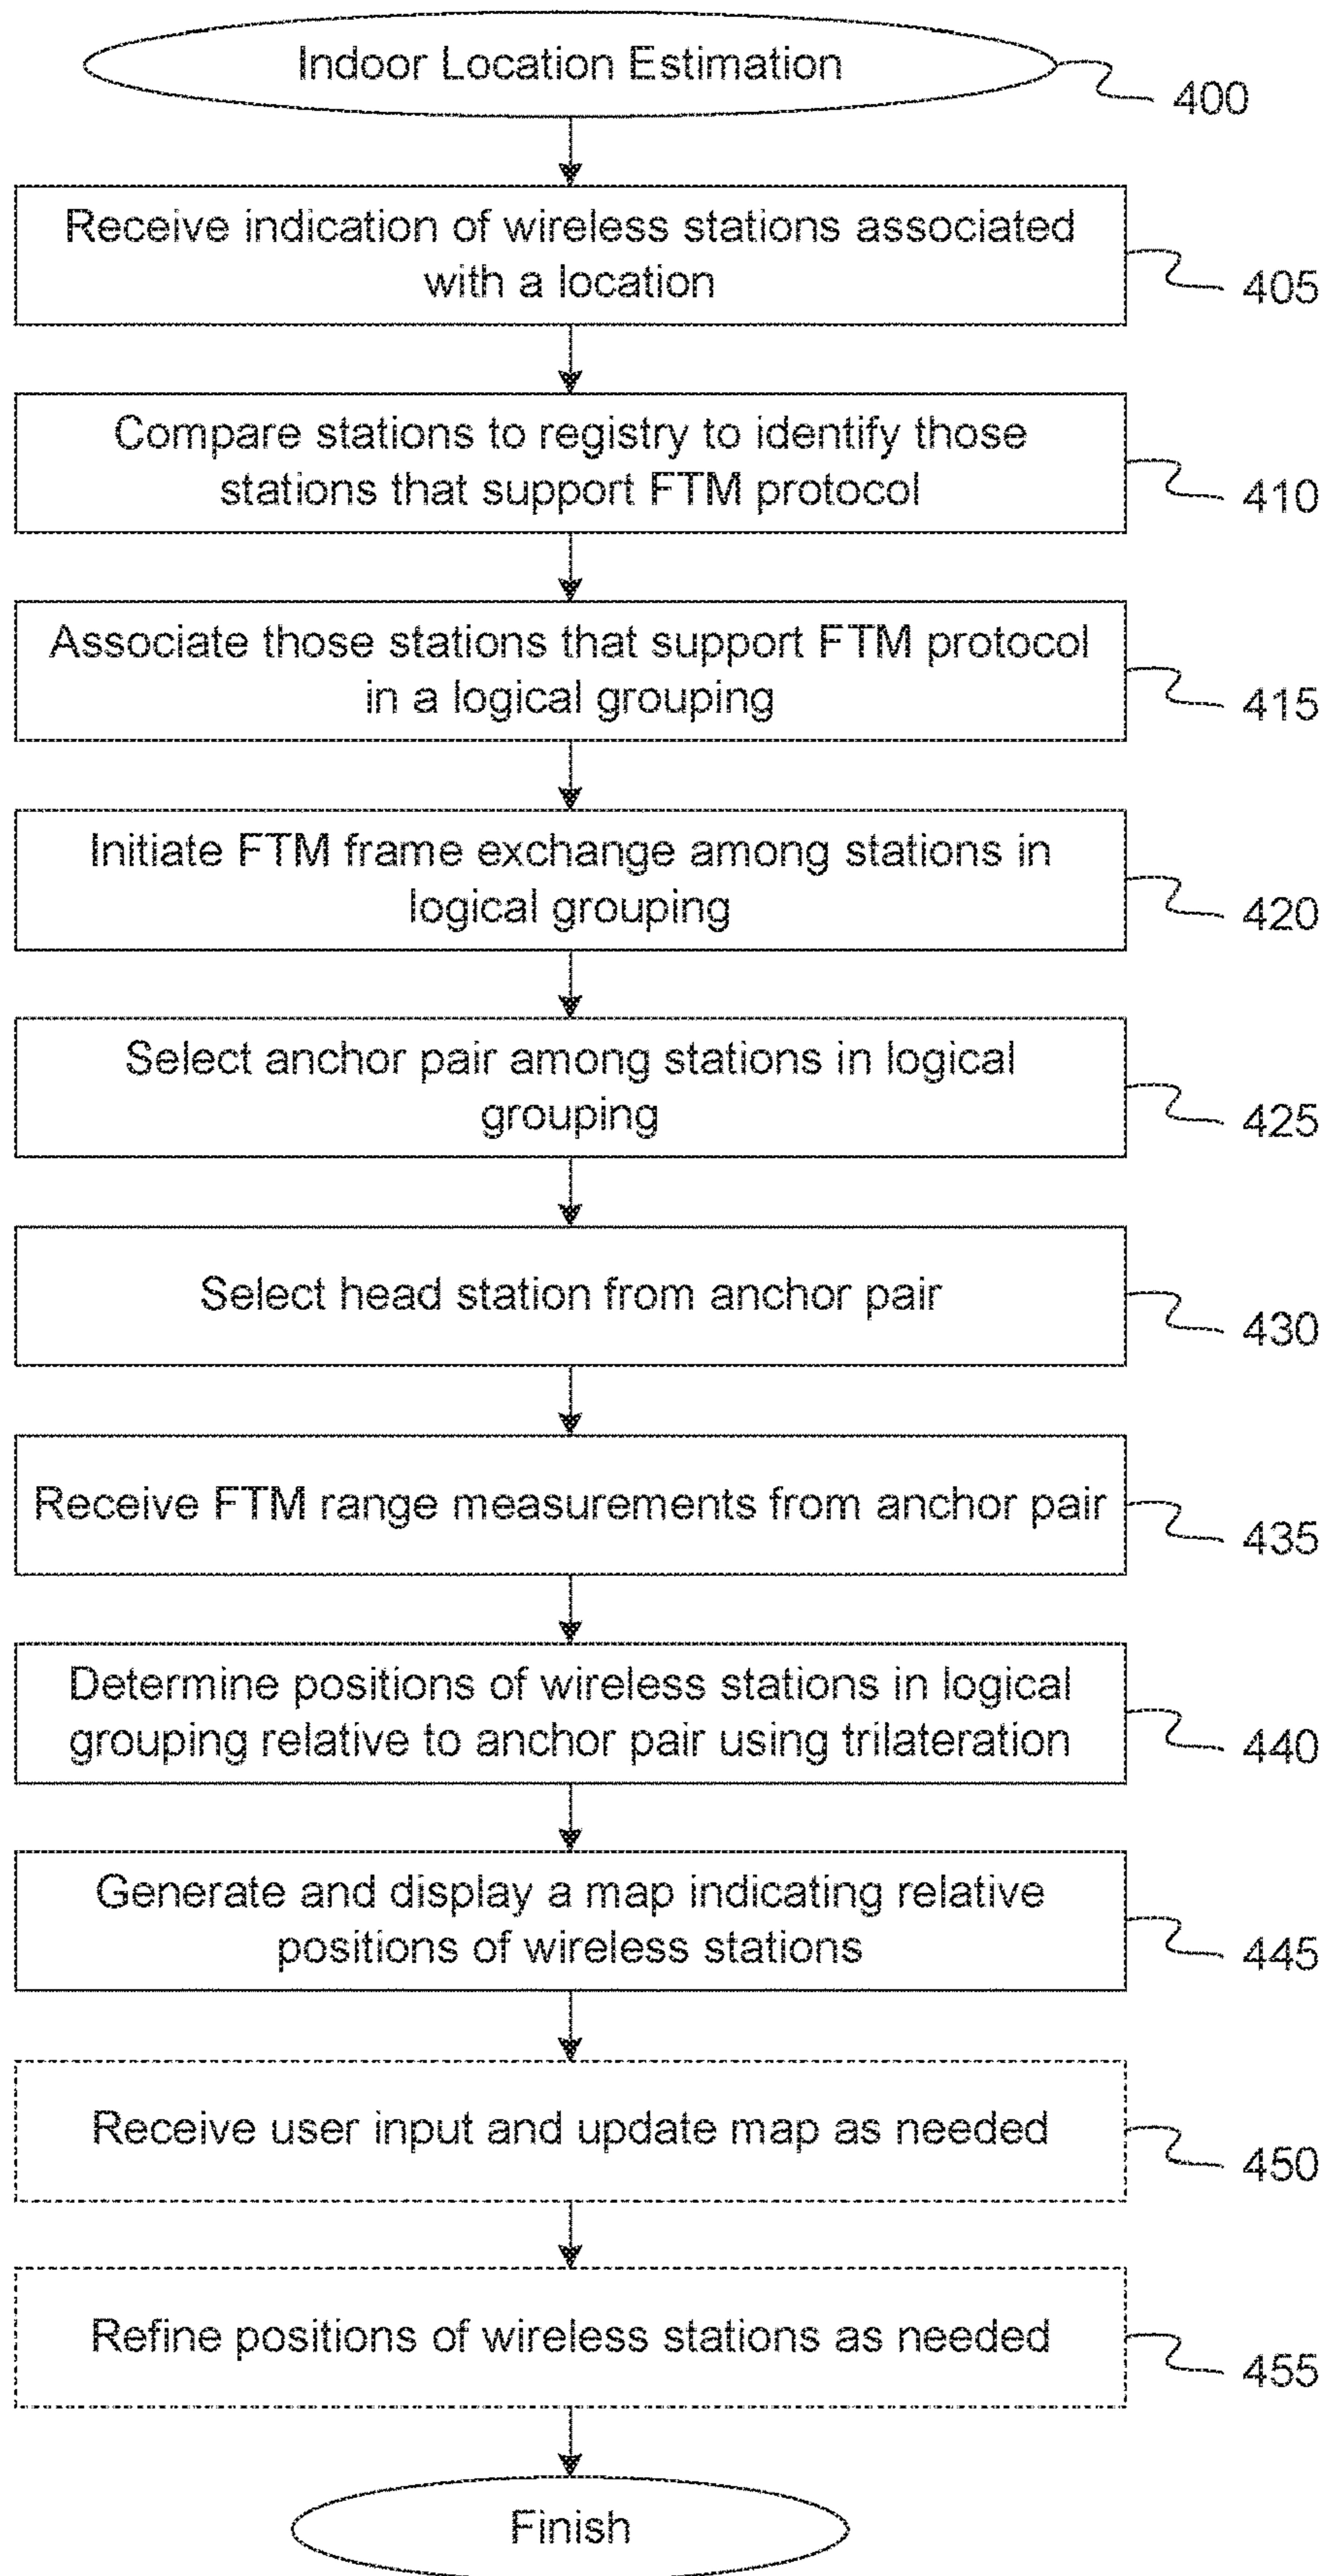 Indoor Location Estimation
400
Receive indication of wireless stations associated
with a location
405
Compare stations to registry to identify those
stations that support FTM protocol
410
Associate those stations that support FTM protocol
in a logical grouping
415
Initiate FTM frame exchange among stations in
logical grouping
420
Select anchor pair among stations in logical
grouping
425
Select head station from anchor pair
430
Receive FTM range measurements from anchor pair
435
Determine positions of wireless stations in logical
grouping relative to anchor pair using trilateration
440
Generate and display a map indicating relative
positions of wireless stations
445
Receive user input and update map as needed
450
Refine positions of wireless stations as needed
455
Finish